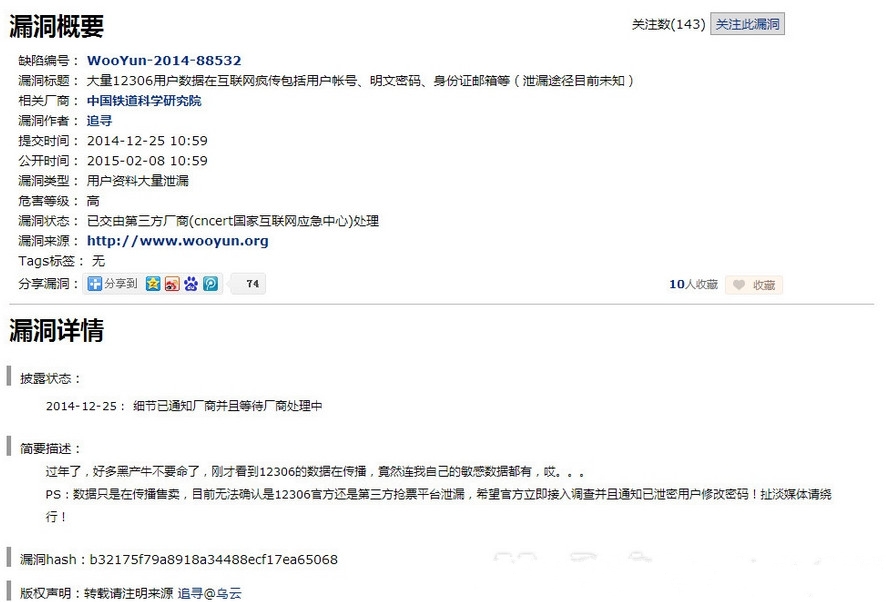 漏洞概要
关注数(143) 关注此漏洞
缺陷编号： WooYun-2014-88532
漏洞标题： 大量12306用户数据在互联网疯传包括用户帐号、明文密码、身份证邮箱等（泄漏途径目前未知）
相关厂商： 中国铁道科学研究院
漏洞作者： 追寻
提交时间： 2014-12-25 10:59
公开时间： 2015-02-08 10:59
漏洞类型： 用户资料大量泄漏
危害等级： 高
漏洞状态： 已交由第三方厂商(cncert国家互联网应急中心)处理
漏洞来源： http://www.wooyun.org
Tags标签： 无
分享漏洞： 分享到 74 10人收藏 收藏
漏洞详情
披露状态：
2014-12-25： 细节已通知厂商并且等待厂商处理中
简要描述：
过年了，好多黑产牛不要命了，刚才看到12306的数据在传播，竟然连我自己的敏感数据都有，哎。。。
PS：数据只是在传播售卖，目前无法确认是12306官方还是第三方抢票平台泄漏，希望官方立即接入调查并且通知已泄密用户修改密码！扯淡媒体请绕
行！
漏洞hash：b32175f79a8918a34488ecf17ea65068
版权声明：转载请注明来源 追寻@乌云